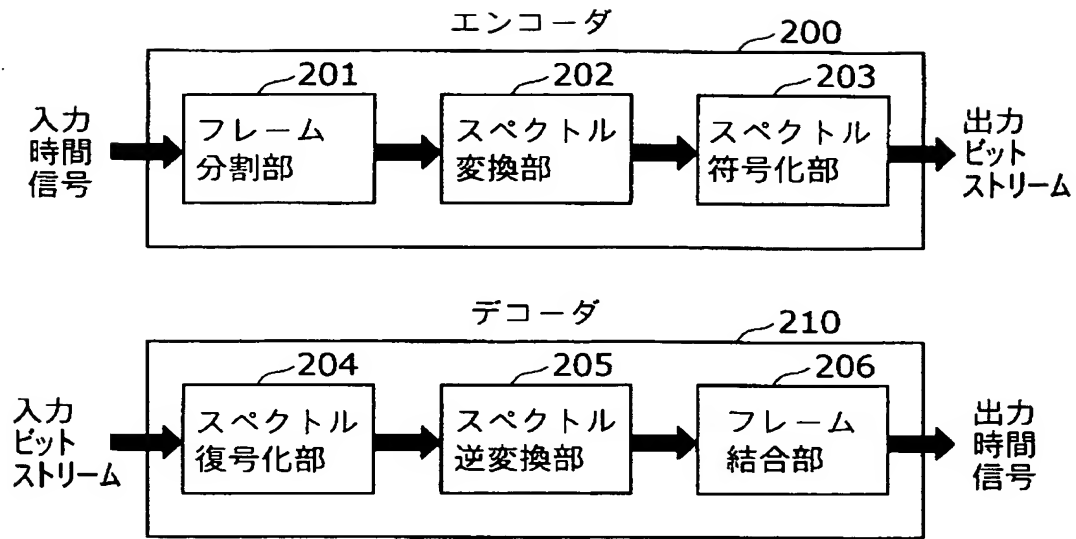 エンコーダ
200
201
202
203
入力
時間
信号
フレーム
分割部
スペクトル
変換部
スペクトル
符号化部
出力
ビット
ストリーム
デコーダ
210
204
205
206
入力
ビット
ストリーム
スペクトル
復号化部
スペクトル
逆変換部
フレーム
結合部
出力
時間
信号